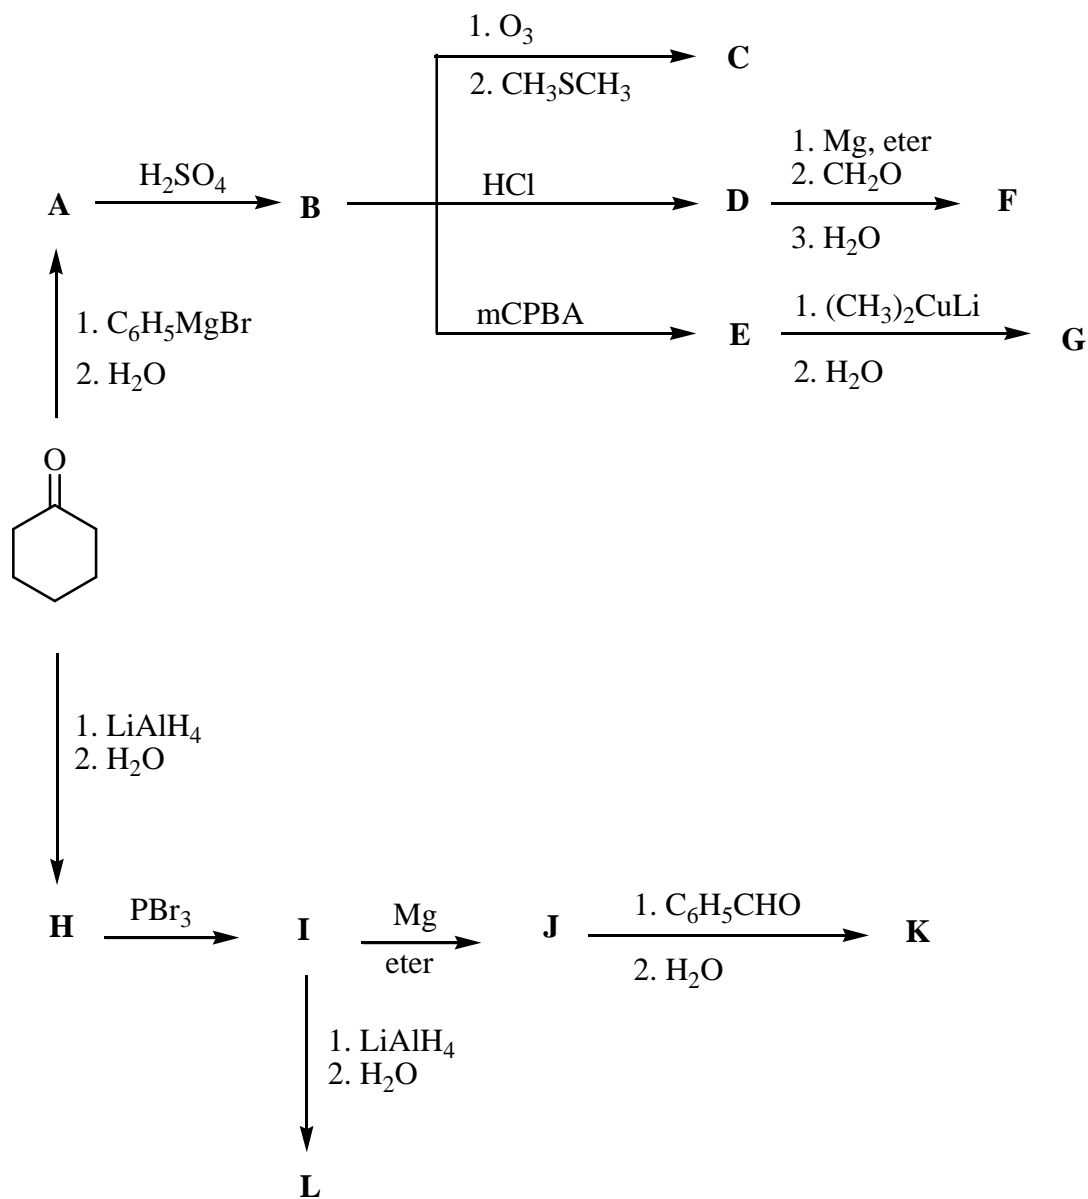 1. O3
2. CH3SCH3
C
A
H2SO4
B
HCl
D
1. Mg, eter
2. CH2O
3. H2O
F
mCPBA
E
1. (CH3)2CuLi
2. H2O
G
1. C6H5MgBr
2. H2O
O
1. LiAlH4
2. H2O
H
PBr3
I
Mg
eter
J
1. C6H5CHO
2. H2O
K
1. LiAlH4
2. H2O
L